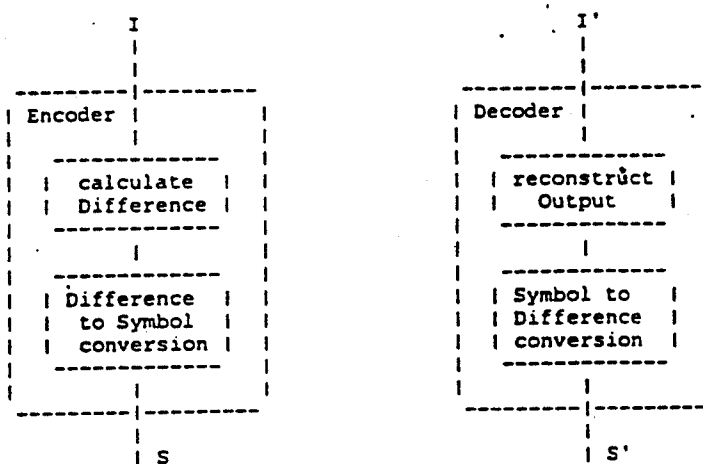 I
Encoder
calculate
Difference
Difference
to Symbol
conversion
S
I'
Decoder
reconstruct
Output
Symbol to
Difference
conversion
S'